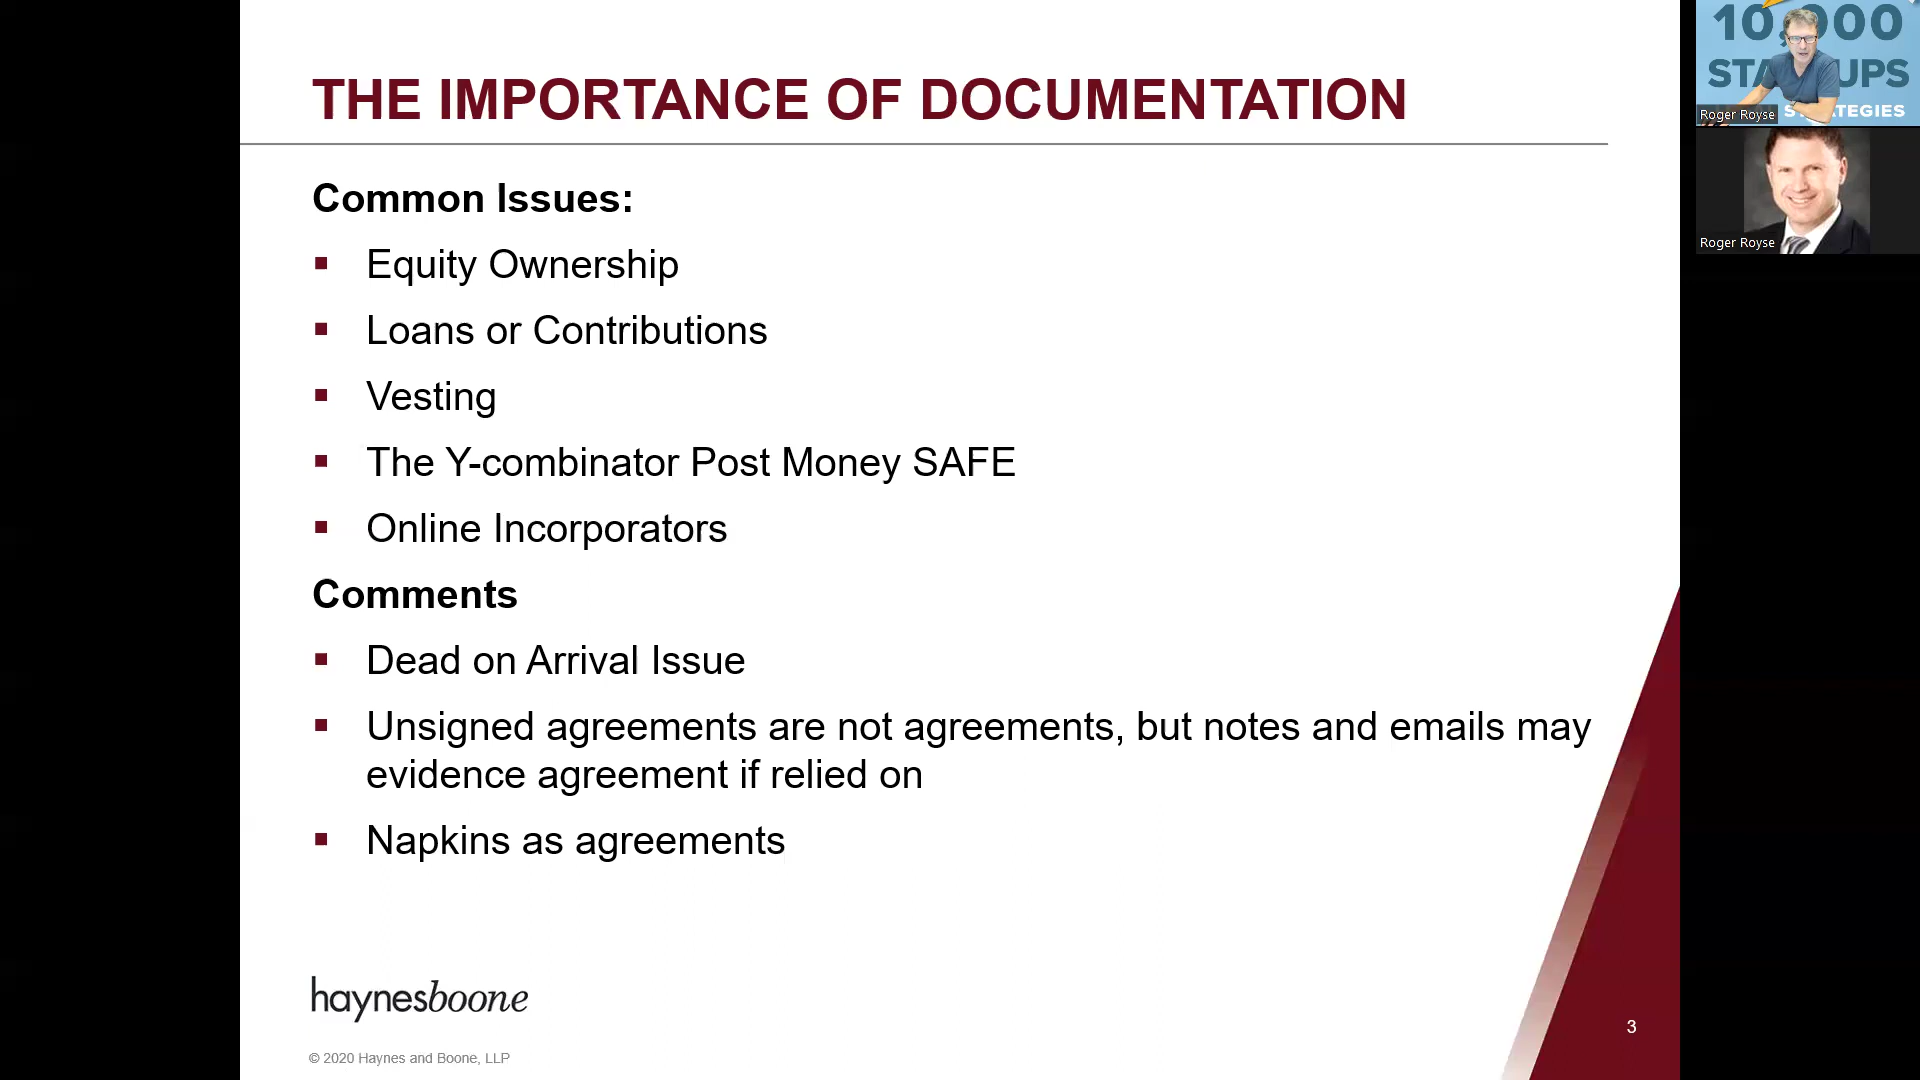 THE IMPORTANCE OF DOCUMENTATION
Common Issues:
▪ Equity Ownership
▪ Loans or Contributions
▪ Vesting
▪ The Y-combinator Post Money SAFE
▪ Online Incorporators
Comments
▪ Dead on Arrival Issue
▪ Unsigned agreements are not agreements, but notes and emails may
evidence agreement if relied on
▪ Napkins as agreements
haynesboone
© 2020 Haynes and Boone, LLP
3
Roger Royse
Roger Royse